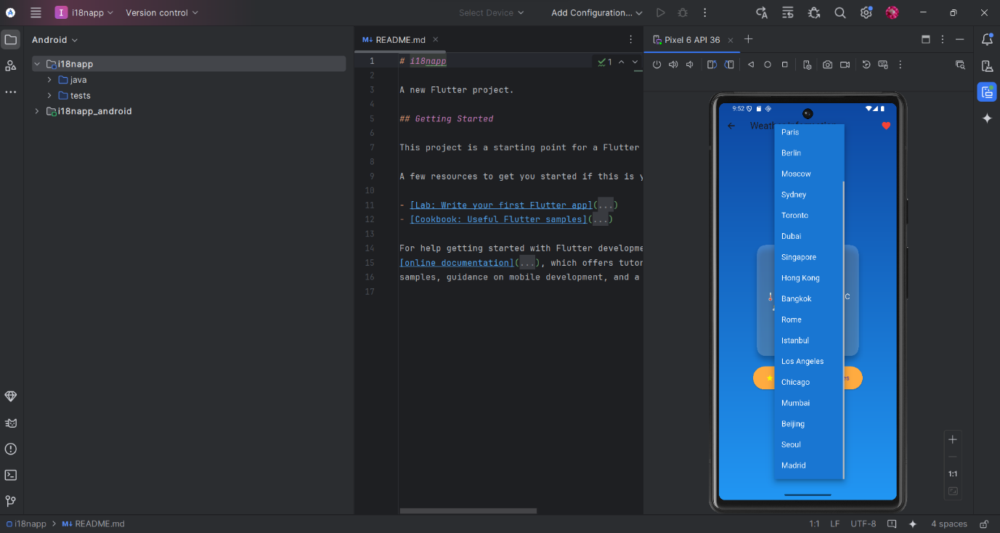 I i18napp Version control Select Device Add Configuration...
Android
i18napp
java
tests
i18napp_android
M↓ README.md
1 # i18napp 1
2
3 A new Flutter project.
4
5 ## Getting Started
6
7 This project is a starting point for a Flutter
8
9 A few resources to get you started if this is y
10
11 - [Lab: Write your first Flutter app](...)
12 - [Cookbook: Useful Flutter samples](...)
13
14 For help getting started with Flutter developme
15 [online documentation](...), which offers tutor
16 samples, guidance on mobile development, and a
17
Pixel 6 API 36
9:52
Paris
Berlin
Moscow
Sydney
Toronto
Dubai
Singapore
Hong Kong
Bangkok
C
Rome
Istanbul
Los Angeles
Chicago
Mumbai
Beijing
Seoul
Madrid
1:1
i18napp > M↓ README.md 1:1 LF UTF-8 4 spaces